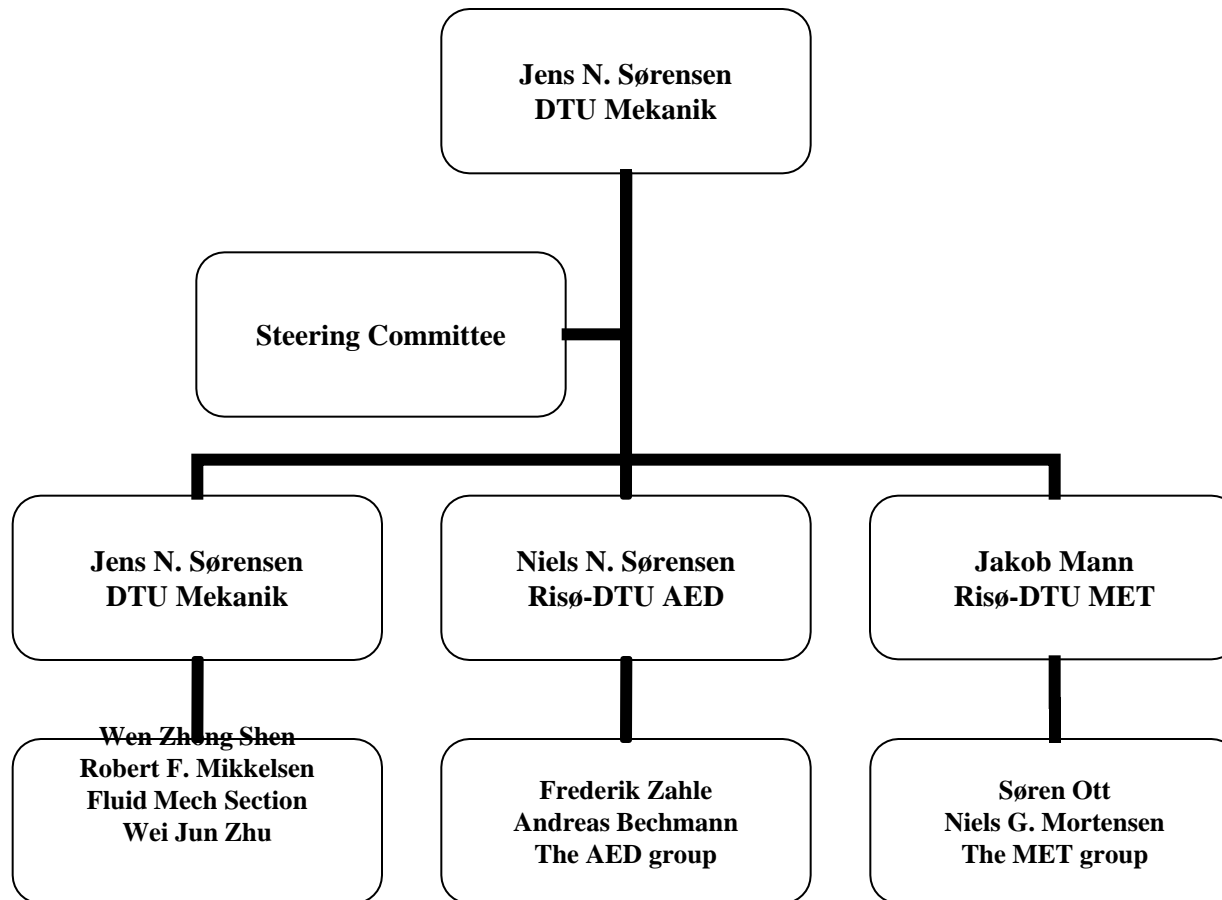 Jens N. Sørensen
DTU Mekanik
Steering Committee
Jens N. Sørensen
DTU Mekanik
Niels N. Sørensen
Risø-DTU AED
Jakob Mann
Risø-DTU MET
Wen Zhong Shen
Robert F. Mikkelsen
Fluid Mech Section
Wei Jun Zhu
Frederik Zahle
Andreas Bechmann
The AED group
Søren Ott
Niels G. Mortensen
The MET group